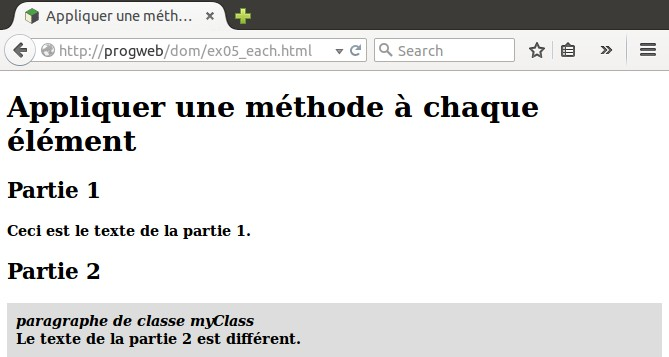 Appliquer une méth...
http://progweb/dom/ex05_each.html
Search
Appliquer une méthode à chaque
élément
Partie 1
Ceci est le texte de la partie 1.
Partie 2
paragraphe de classe myClass
Le texte de la partie 2 est différent.